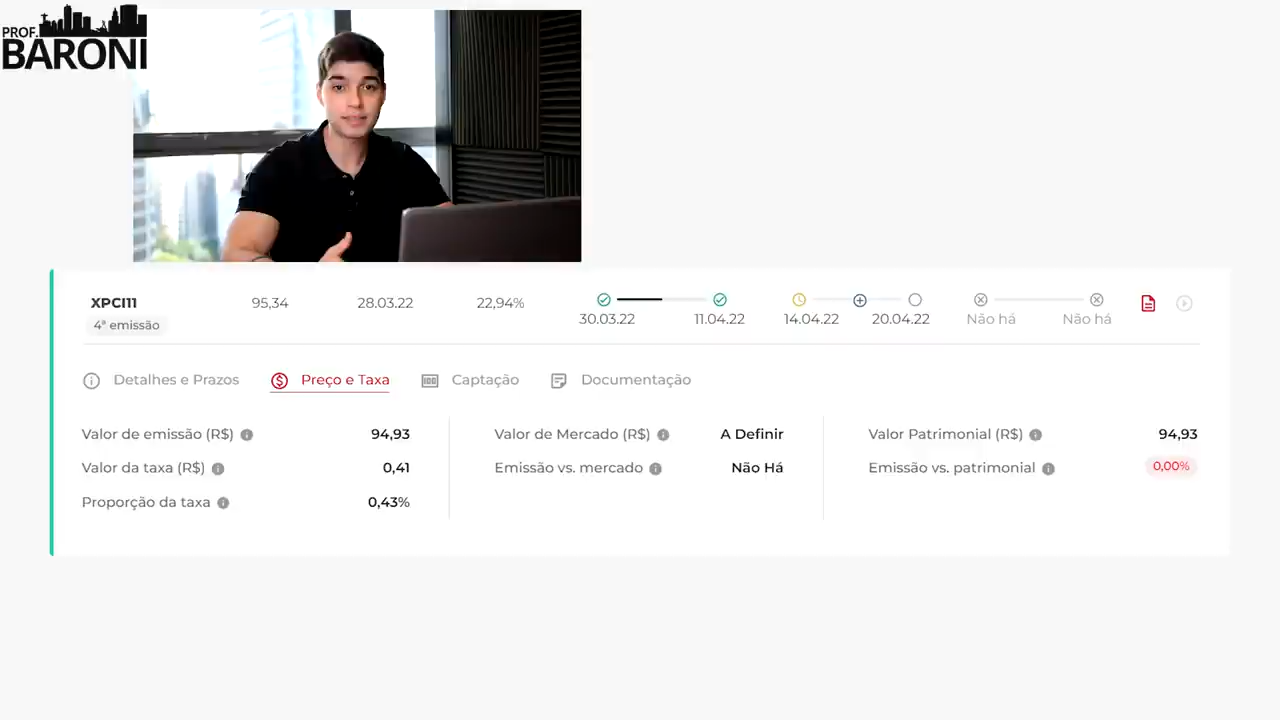 PROF.
BARONI
XPCI11 95,34 28.03.22 22,94% 30.03.22 11.04.22 14.04.22 20.04.22 Não há Não há
4ª emissão
Detalhes e Prazos Preço e Taxa Captação Documentação
Valor de emissão (R$) 94,93 Valor de Mercado (R$) A Definir Valor Patrimonial (R$) 94,93
Valor da taxa (R$) 0,41 Emissão vs. mercado Não Há Emissão vs. patrimonial 0,00%
Proporção da taxa 0,43%